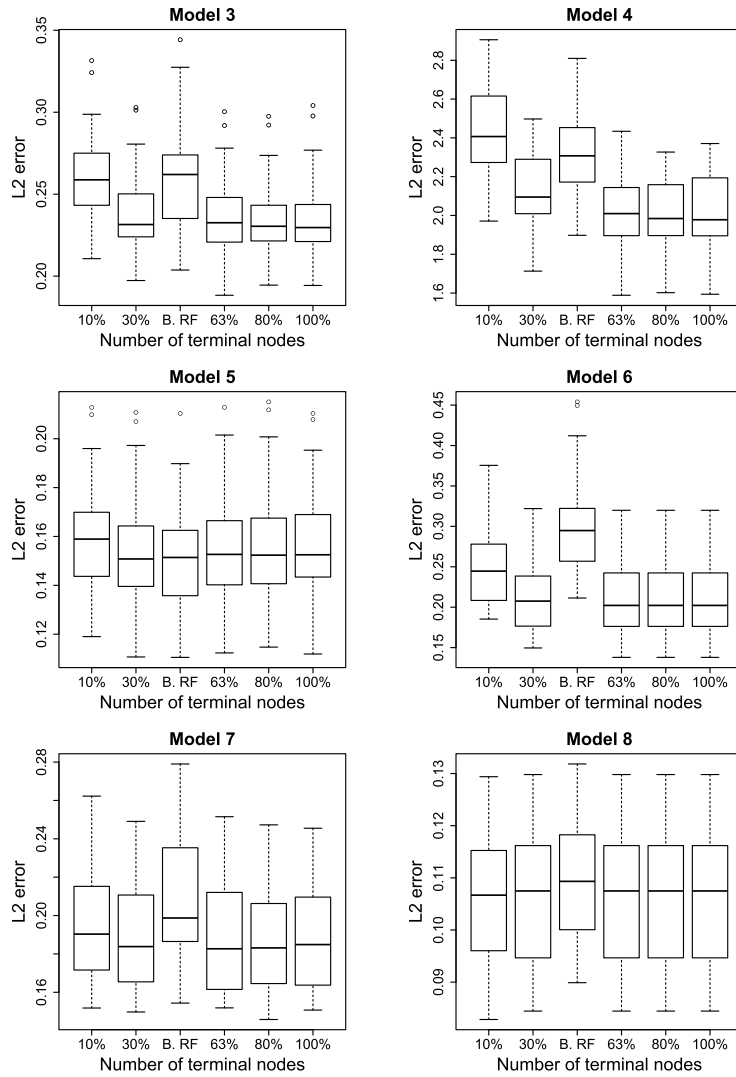 Model 3
L2 error
0.20 0.25 0.30 0.35
10% 30% B. RF 63% 80% 100%
Number of terminal nodes
Model 4
L2 error
1.6 1.8 2.0 2.2 2.4 2.6 2.8
10% 30% B. RF 63% 80% 100%
Number of terminal nodes
Model 5
L2 error
0.12 0.14 0.16 0.18 0.20
10% 30% B. RF 63% 80% 100%
Number of terminal nodes
Model 6
L2 error
0.15 0.20 0.25 0.30 0.35 0.40 0.45
10% 30% B. RF 63% 80% 100%
Number of terminal nodes
Model 7
L2 error
0.16 0.20 0.24 0.28
10% 30% B. RF 63% 80% 100%
Number of terminal nodes
Model 8
L2 error
0.09 0.10 0.11 0.12 0.13
10% 30% B. RF 63% 80% 100%
Number of terminal nodes